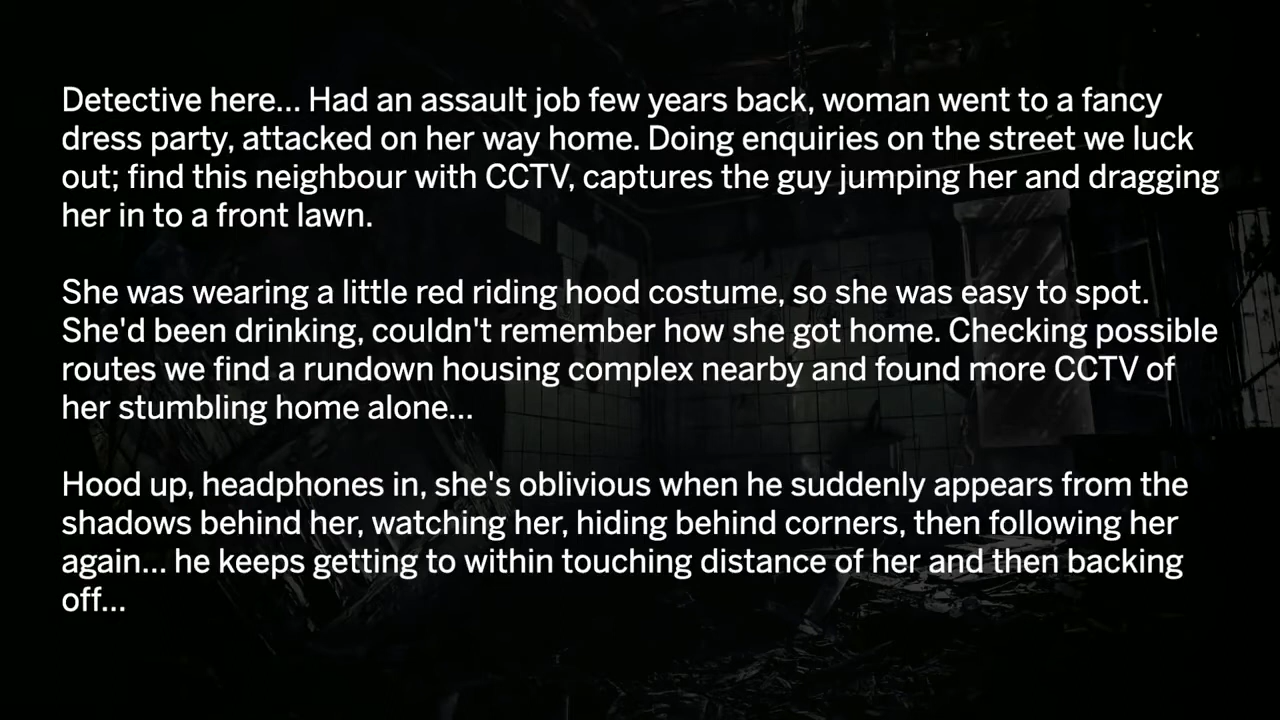 Detective here... Had an assault job few years back, woman went to a fancy
dress party, attacked on her way home. Doing enquiries on the street we luck
out; find this neighbour with CCTV, captures the guy jumping her and dragging
her in to a front lawn.
She was wearing a little red riding hood costume, so she was easy to spot.
She'd been drinking, couldn't remember how she got home. Checking possible
routes we find a rundown housing complex nearby and found more CCTV of
her stumbling home alone...
Hood up, headphones in, she's oblivious when he suddenly appears from the
shadows behind her, watching her, hiding behind corners, then following her
again... he keeps getting to within touching distance of her and then backing
off...